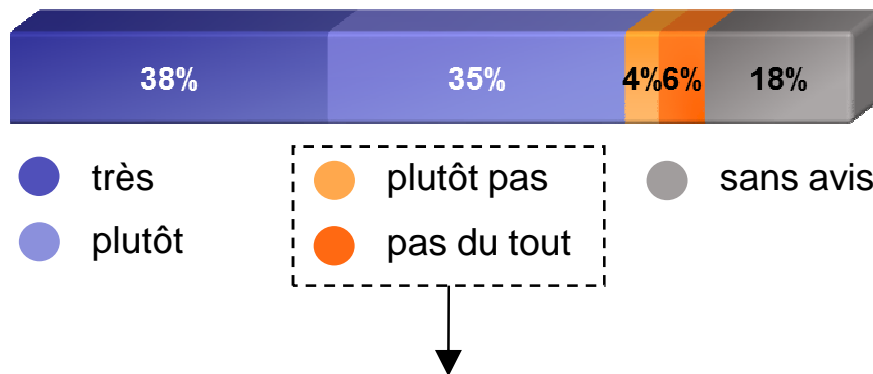 38% 35% 4% 6% 18%
très plutôt pas sans avis
plutôt pas du tout